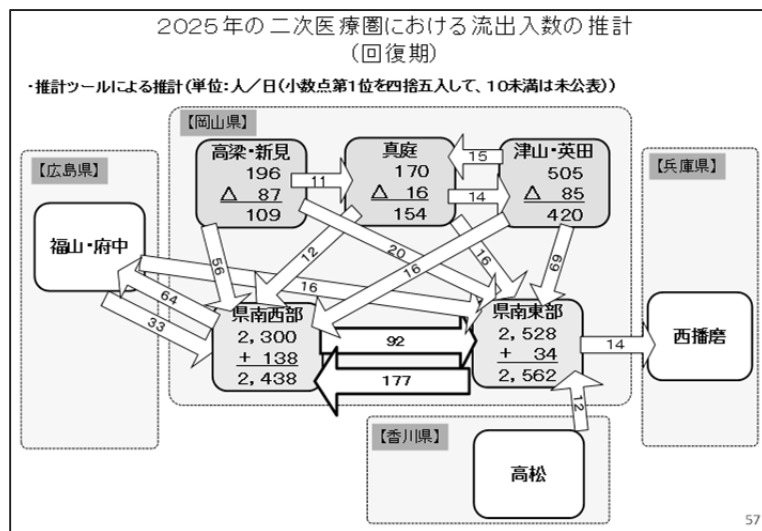 2025年の二次医療圏における流出入数の推計
(回復期)
・推計ツールによる推計(単位:人/日(小数点第1位を四捨五入して、10未満は未公表))
【岡山県】
高梁・新見
196
△ 87
109
11
真庭
170
△ 16
154
15
14
津山・英田
505
△ 85
420
【広島県】
福山・府中
【兵庫県】
西播磨
56
12
20
16
16
69
16
64
33
県南西部
2,300
+ 138
2,438
92
177
県南東部
2,528
+ 34
2,562
14
12
【香川県】
高松
57